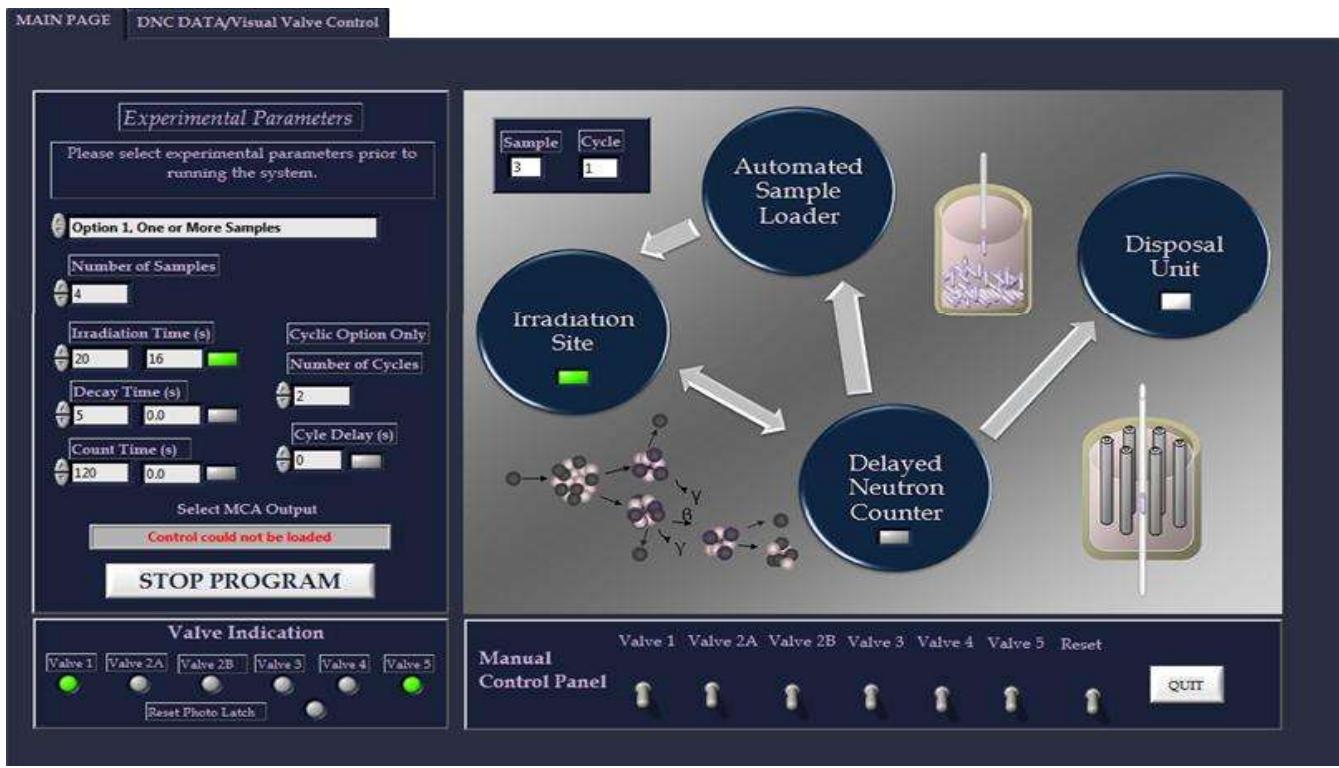 MAIN PAGE
DNC DATA/Visual Valve Control
Experimental Parameters
Please select experimental parameters prior to
running the system.
Option 1, One or More Samples
Number of Samples
4
Irradiation Time (s)
20 16
Decay Time (s)
5 0.0
Count Time (s)
120 0.0
Cyclic Option Only
Number of Cycles
2
Cyle Delay (s)
0
Select MCA Output
Control could not be loaded
STOP PROGRAM
Sample Cycle
3 1
Automated
Sample
Loader
Irradiation
Site
Disposal
Unit
Delayed
Neutron
Counter
γ
β
γ
Valve Indication
Valve 1 Valve 2A Valve 2B Valve 3 Valve 4 Valve 5
Reset Photo Latch
Manual
Control Panel
Valve 1 Valve 2A Valve 2B Valve 3 Valve 4 Valve 5 Reset
QUIT